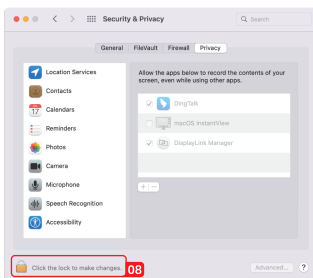 Security & Privacy
Search
General
FileVault
Firewall
Privacy
Location Services
Contacts
17
Calendars
Reminders
Photos
Camera
Microphone
Speech Recognition
Accessibility
Allow the apps below to record the contents of your
screen, even while using other apps.
DingTalk
macOS InstantView
DisplayLink Manager
+ −
Click the lock to make changes.
08
Advanced...
?